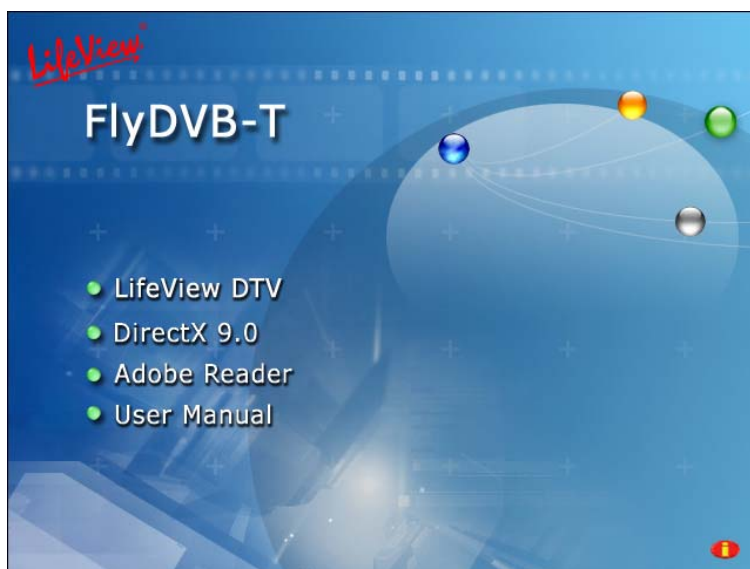 LifeView
FlyDVB-T
LifeView DTV
DirectX 9.0
Adobe Reader
User Manual
i